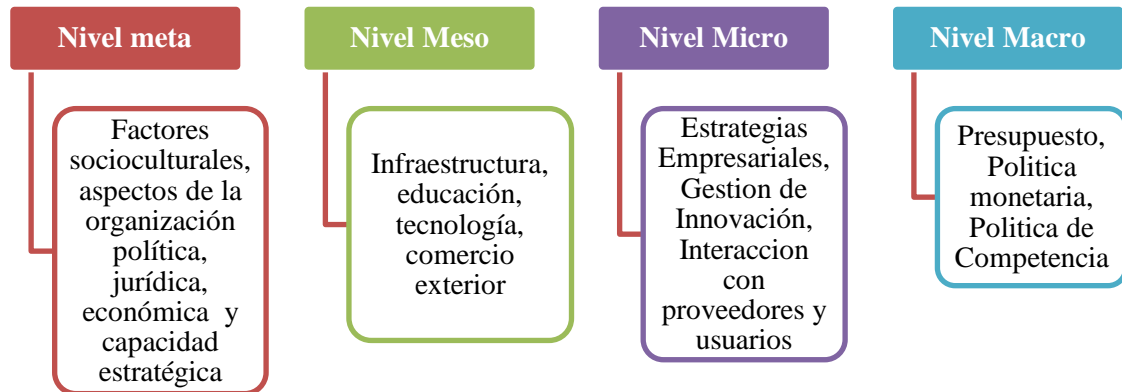 Nivel meta
Factores
socioculturales,
aspectos de la
organización
política,
jurídica,
económica y
capacidad
estratégica
Nivel Meso
Infraestructura,
educación,
tecnología,
comercio
exterior
Nivel Micro
Estrategias
Empresariales,
Gestion de
Innovación,
Interaccion
con
proveedores y
usuarios
Nivel Macro
Presupuesto,
Politica
monetaria,
Politica de
Competencia